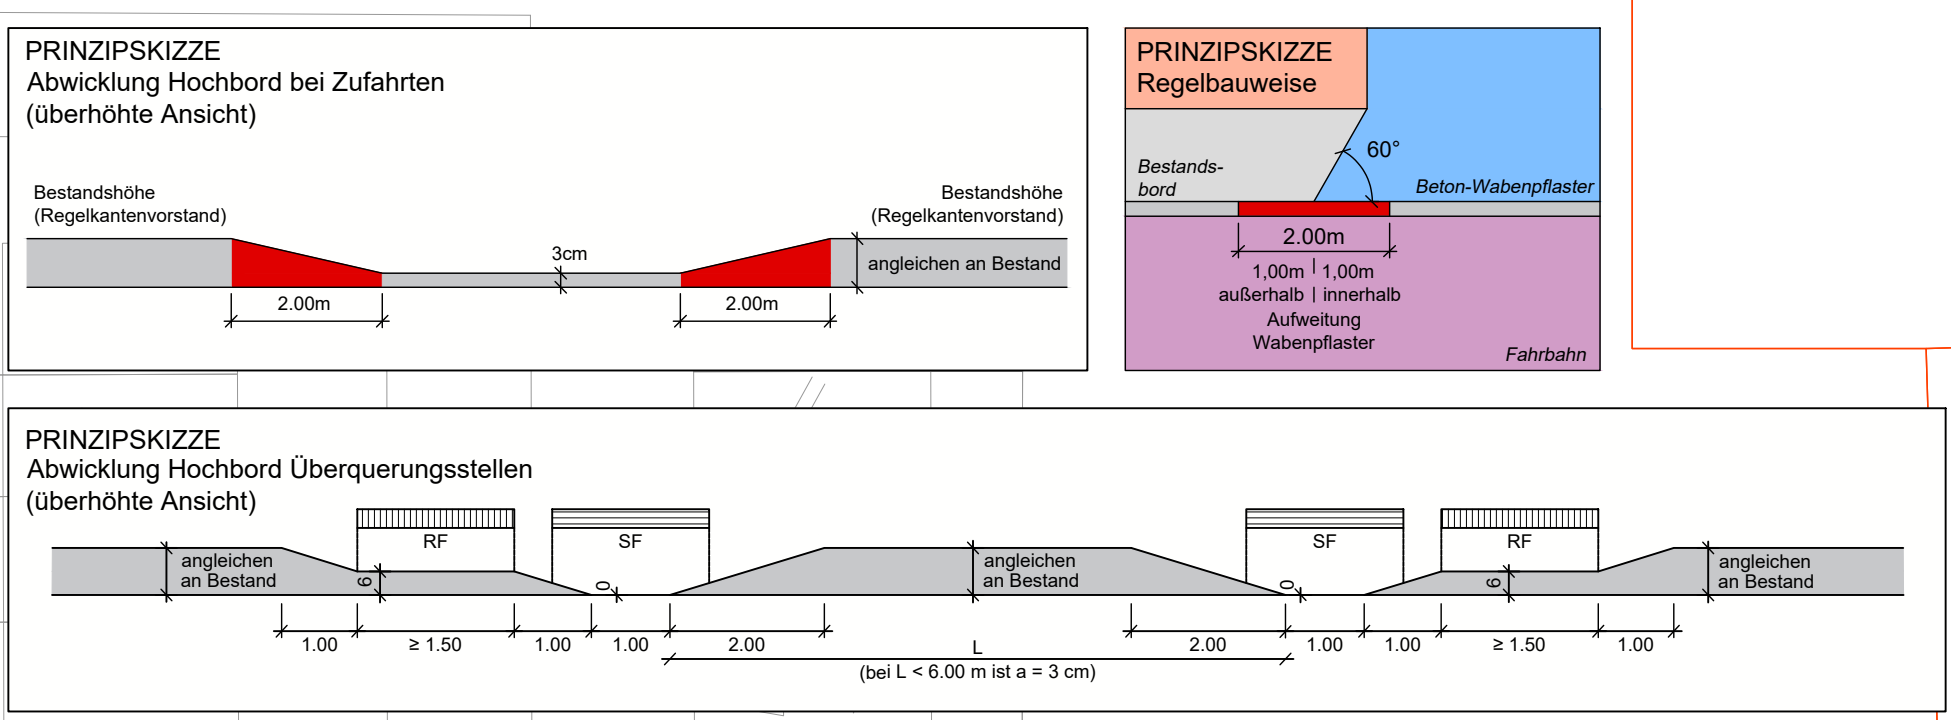 PRINZIPSKIZZE
Abwicklung Hochbord bei Zufahrten
(überhöhte Ansicht)
Bestandshöhe
(Regelkantenvorstand)
Bestandshöhe
(Regelkantenvorstand)
3cm
angleichen an Bestand
2.00m
2.00m
PRINZIPSKIZZE
Regelbauweise
60°
Bestands-
bord
Beton-Wabenpflaster
2.00m
1,00m | 1,00m
außerhalb | innerhalb
Aufweitung
Wabenpflaster
Fahrbahn
PRINZIPSKIZZE
Abwicklung Hochbord Überquerungsstellen
(überhöhte Ansicht)
RF
SF
SF
RF
angleichen
an Bestand
6
0
angleichen
an Bestand
0
6
angleichen
an Bestand
1.00
≥ 1.50
1.00
1.00
2.00
L
2.00
1.00
1.00
≥ 1.50
1.00
(bei L < 6.00 m ist a = 3 cm)